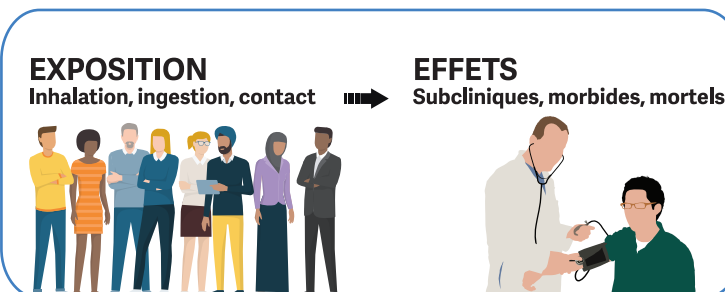 EXPOSITION
Inhalation, ingestion, contact
EFFETS
Subcliniques, morbides, mortels